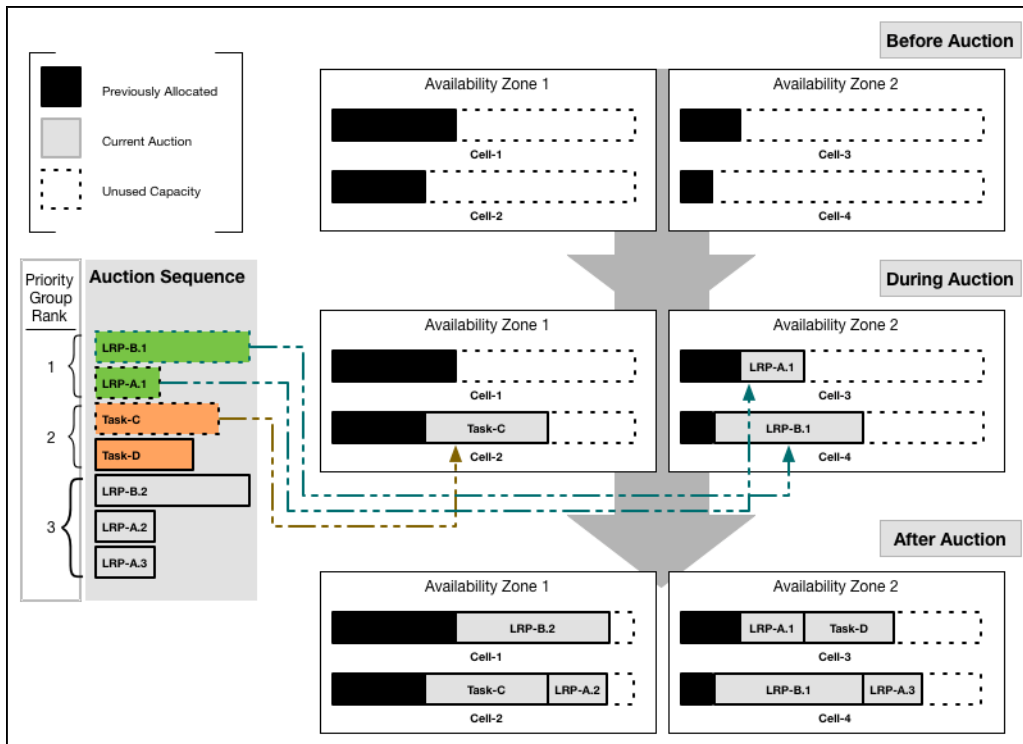 Before Auction
Previously Allocated
Current Auction
Unused Capacity
Availability Zone 1
Cell-1
Cell-2
Availability Zone 2
Cell-3
Cell-4
Priority
Group
Rank
Auction Sequence
1
LRP-B.1
LRP-A.1
2
Task-C
Task-D
3
LRP-B.2
LRP-A.2
LRP-A.3
During Auction
Availability Zone 1
Cell-1
Task-C
Cell-2
Availability Zone 2
LRP-A.1
Cell-3
LRP-B.1
Cell-4
After Auction
Availability Zone 1
LRP-B.2
Cell-1
Task-C
LRP-A.2
Cell-2
Availability Zone 2
LRP-A.1
Task-D
Cell-3
LRP-B.1
LRP-A.3
Cell-4